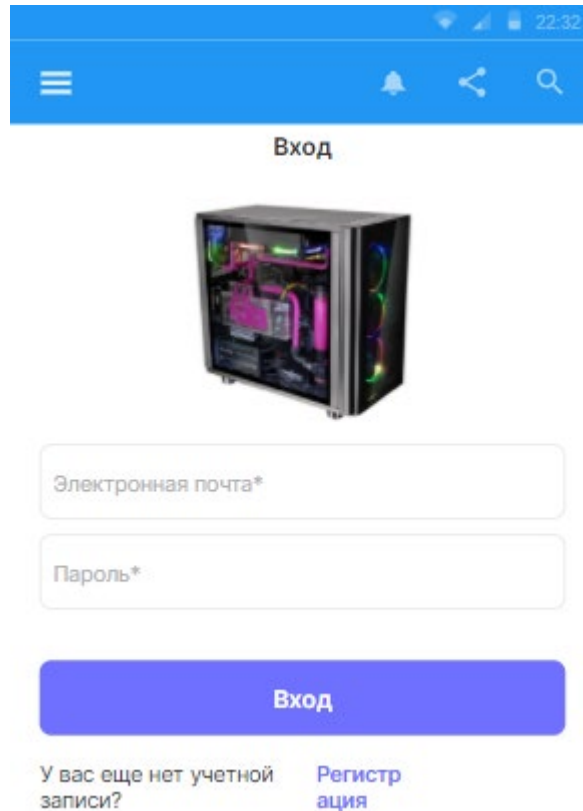 22:32
Вход
Электронная почта*
Пароль*
Вход
У вас еще нет учетной
записи?
Регистр
ация